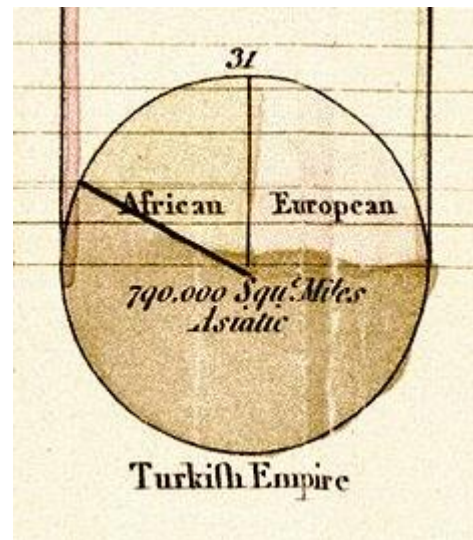 31
African European
790.000 Squ.ͤ Miles
Asiatic
Turkiſh Empire